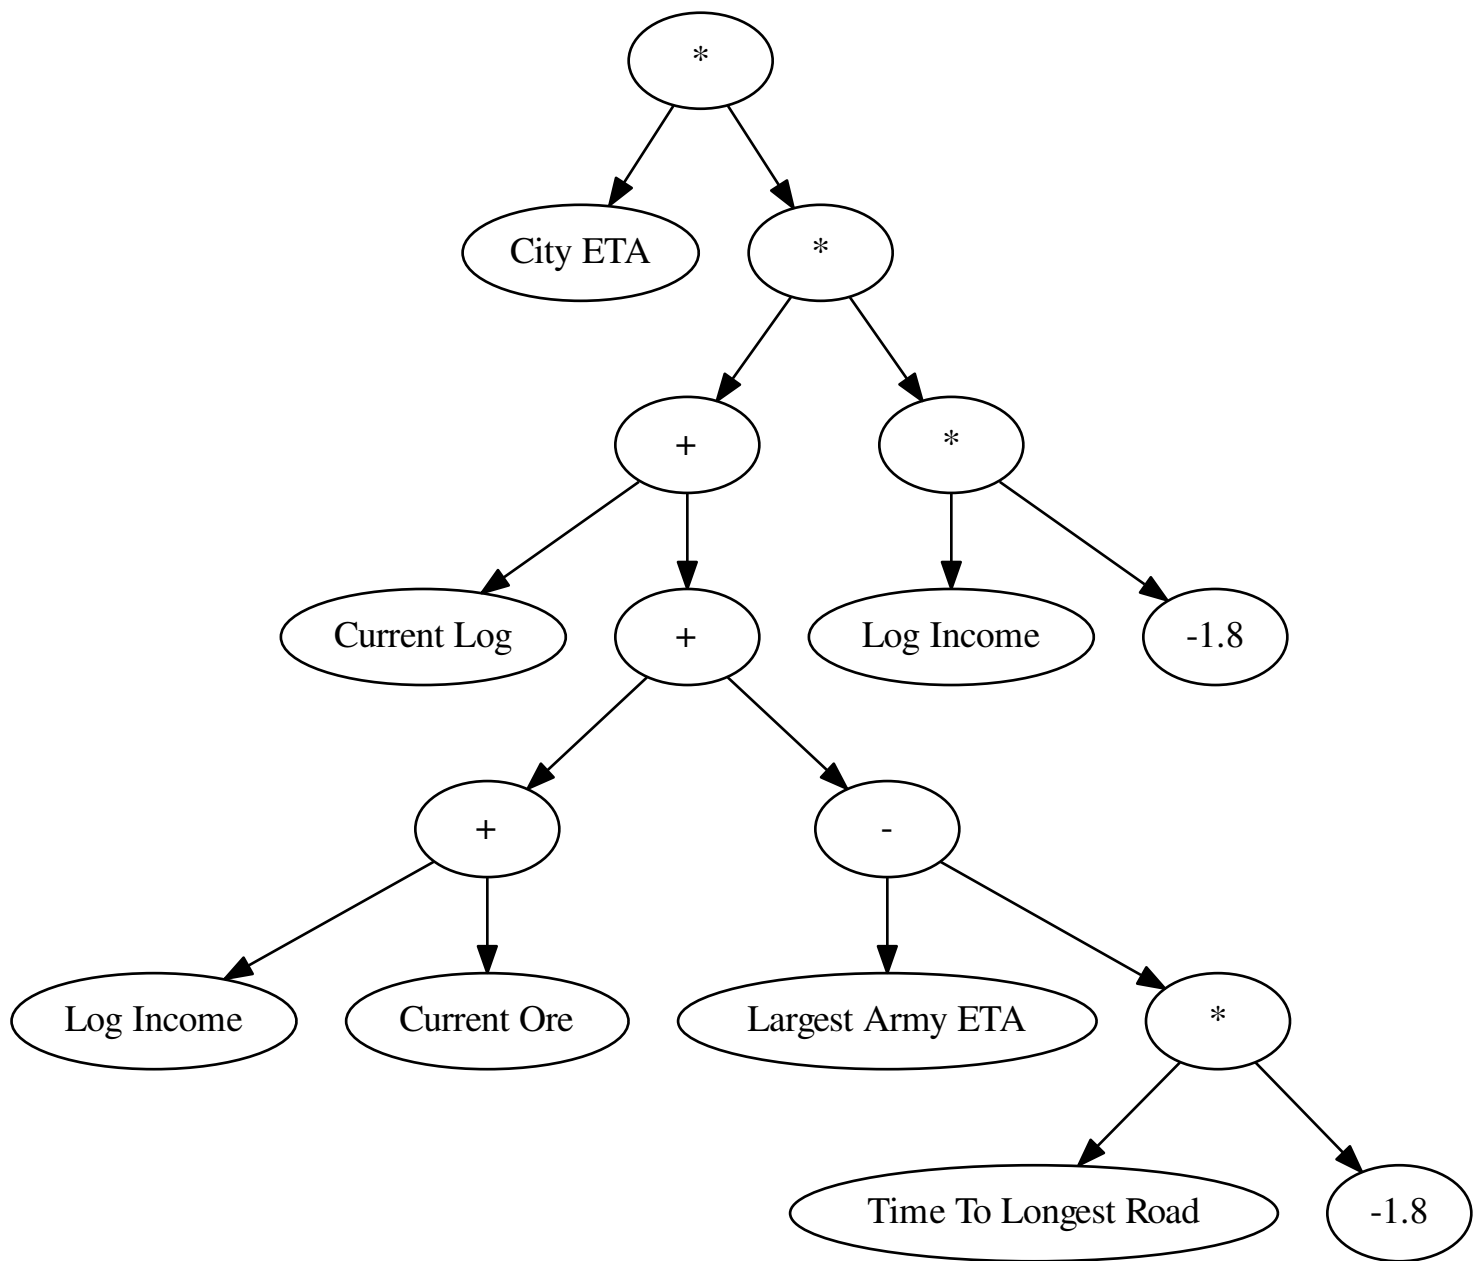 *
City ETA
*
+
*
Current Log
+
Log Income
-1.8
+
-
Log Income
Current Ore
Largest Army ETA
*
Time To Longest Road
-1.8